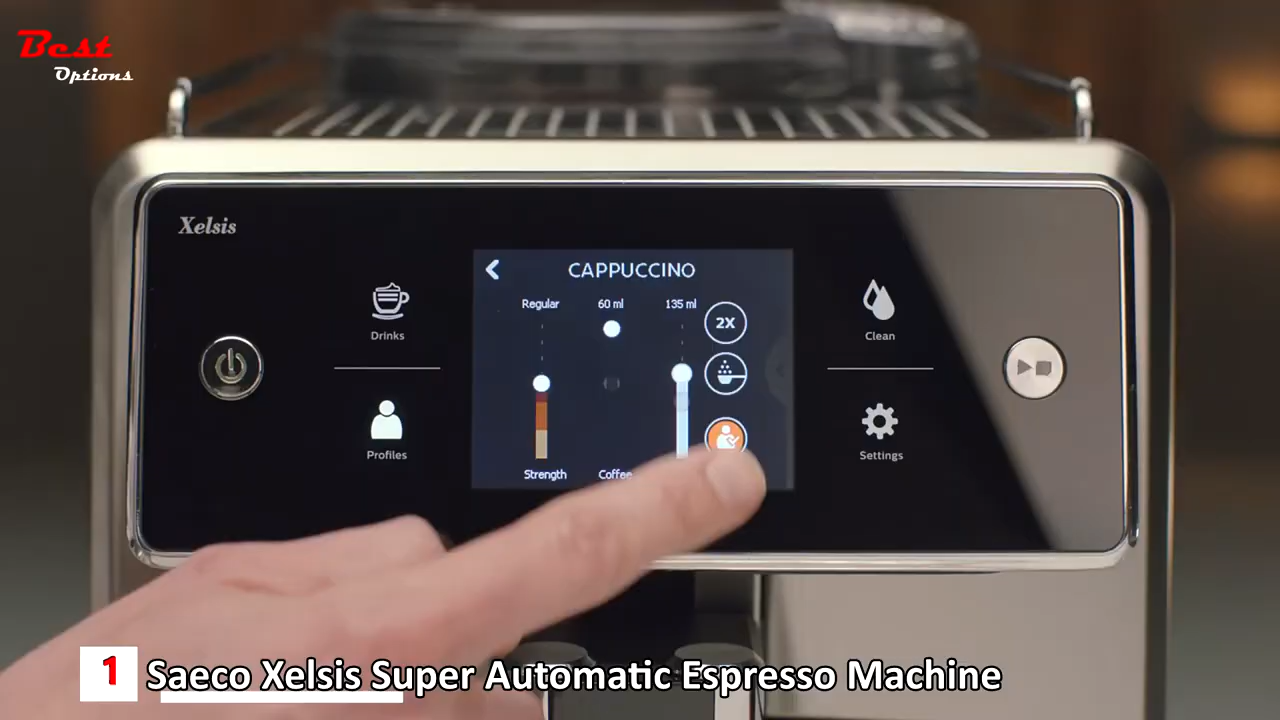 Best
Options
Xelsis
CAPPUCCINO
Regular 60 ml 135 ml
2X
Drinks
Clean
Profiles
Settings
Strength Coffee
1 Saeco Xelsis Super Automatic Espresso Machine